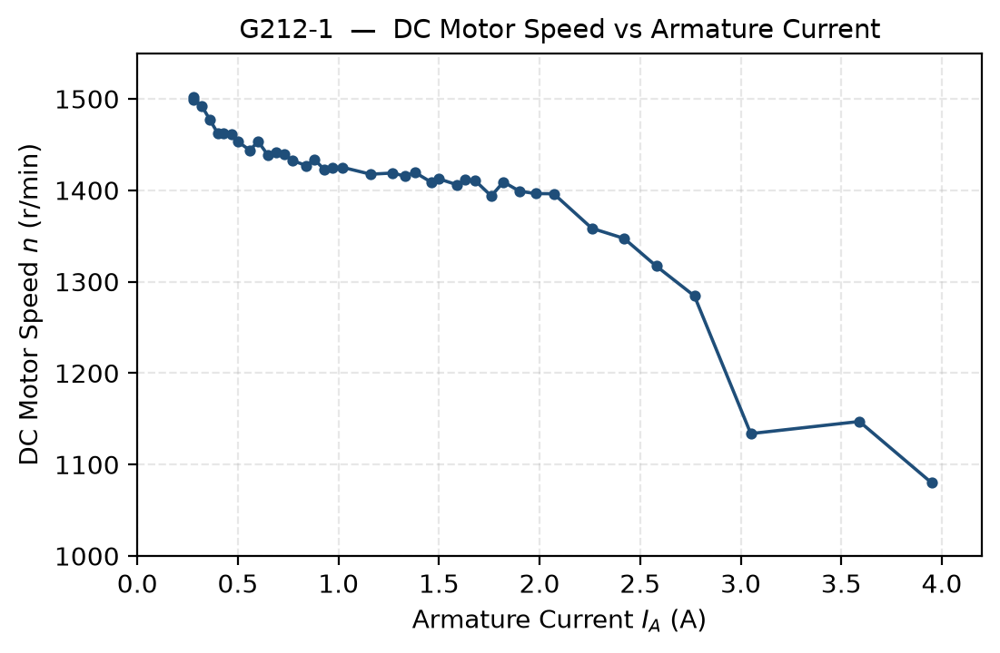 G212-1 — DC Motor Speed vs Armature Current
DC Motor Speed n (r/min)
1500
1400
1300
1200
1100
1000
0.0 0.5 1.0 1.5 2.0 2.5 3.0 3.5 4.0
Armature Current I_A (A)